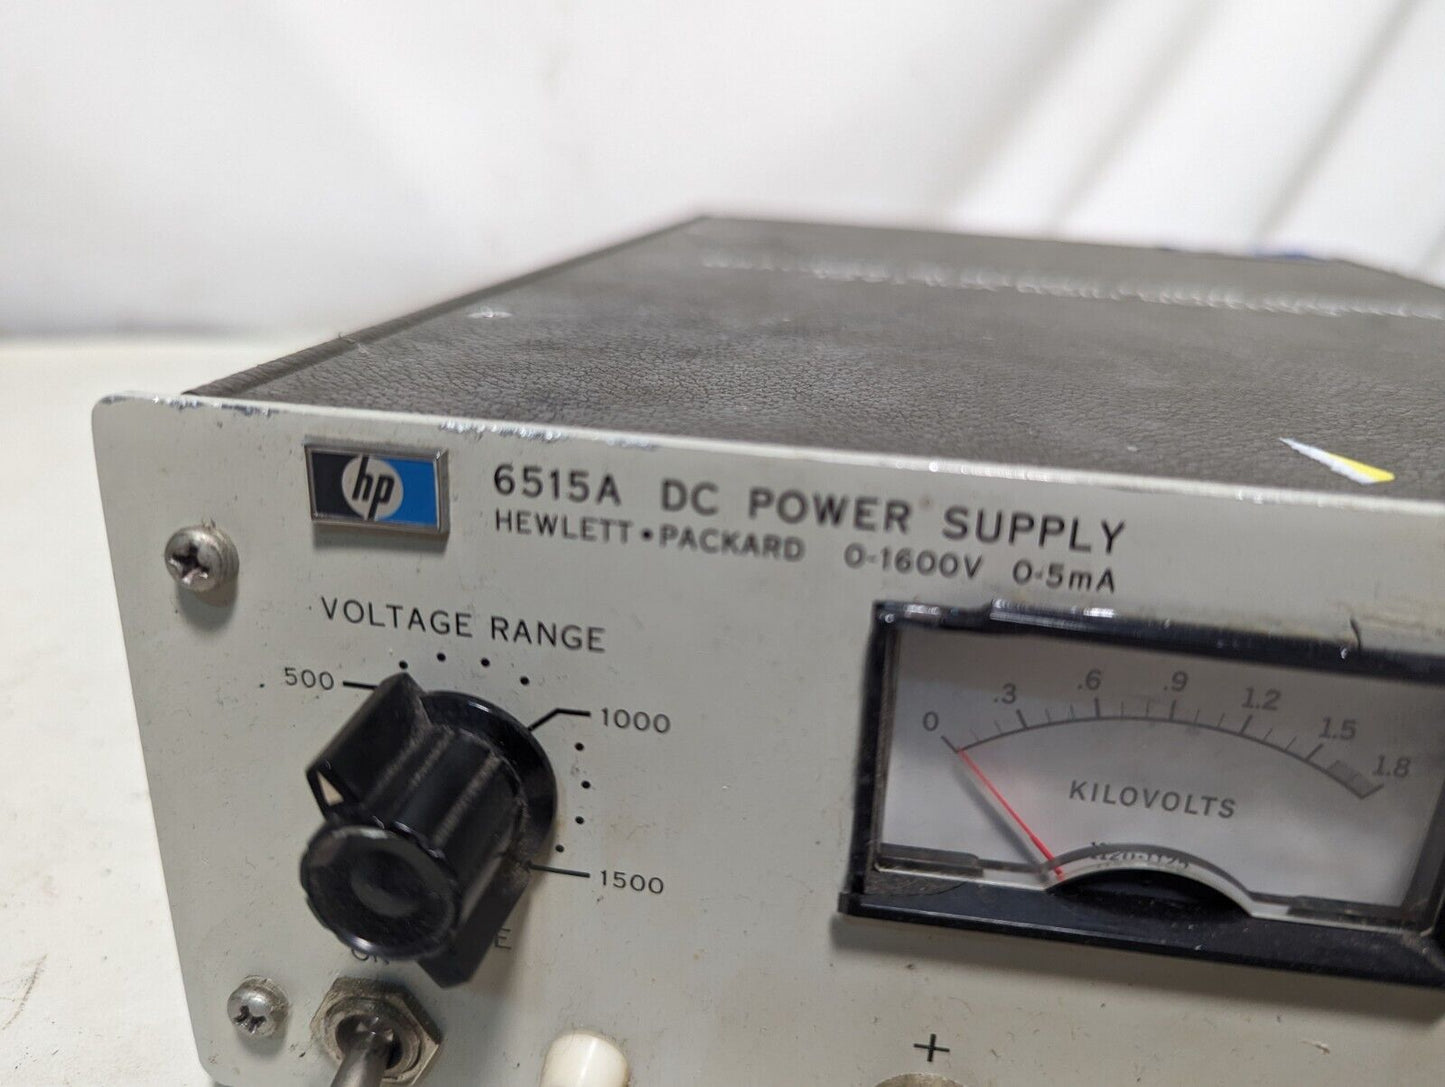 hp
6515A DC POWER SUPPLY
HEWLETT•PACKARD 0-1600V 0-5mA
VOLTAGE RANGE
500
1000
1500
0 .3 .6 .9 1.2 1.5 1.8
KILOVOLTS
ON
+